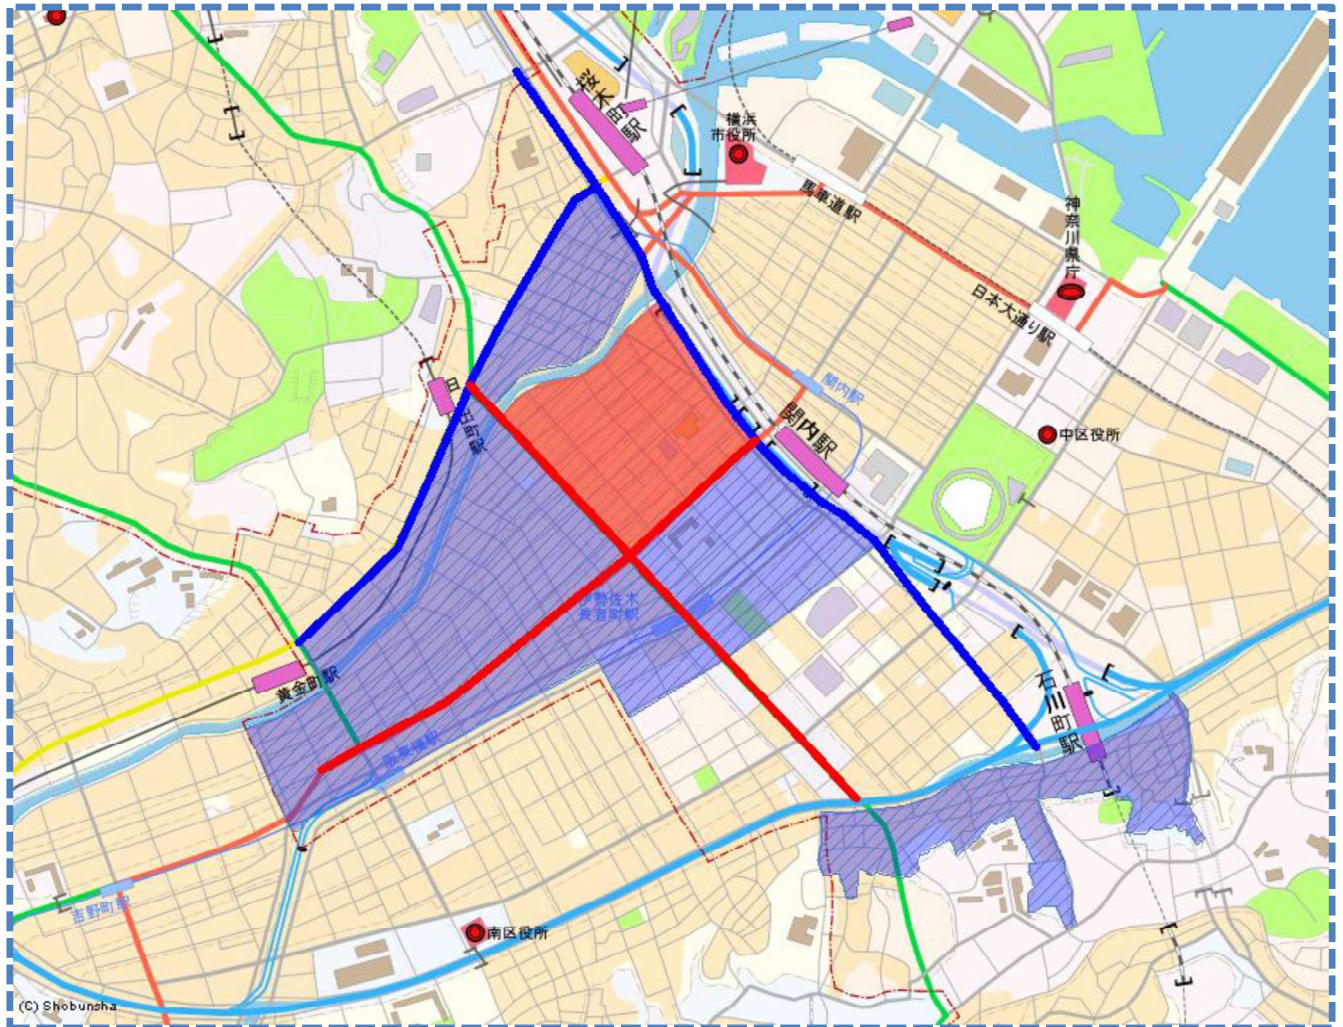 桜木町駅
横浜
市役所
馬車道駅
神奈川県庁
日本大通り駅
関内駅
関内駅
中区役所
日ノ出町駅
伊勢佐木
長者町駅
黄金町駅
阪東橋駅
石川町駅
吉野町駅
南区役所
(C) Shobunsha